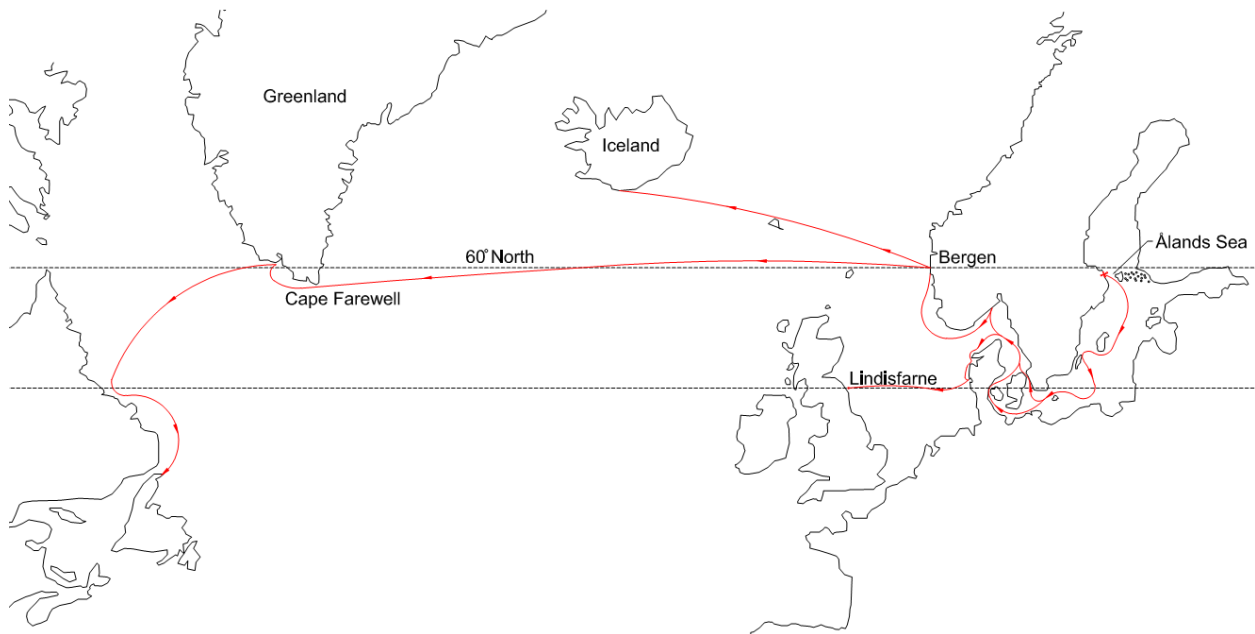 Greenland
Iceland
Ålands Sea
60° North
Bergen
Cape Farewell
Lindisfarne